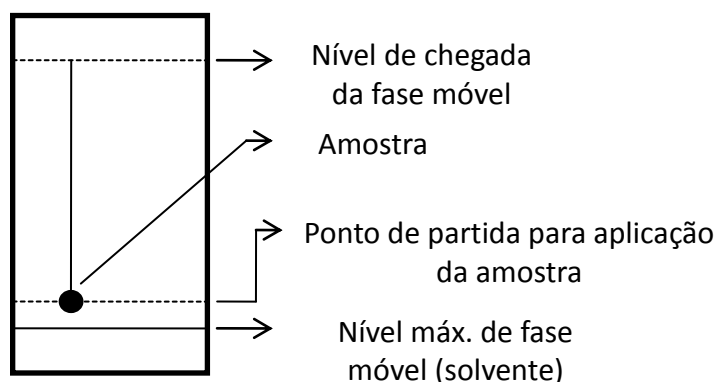 Nível de chegada
da fase móvel
Amostra
Ponto de partida para aplicação
da amostra
Nível máx. de fase
móvel (solvente)